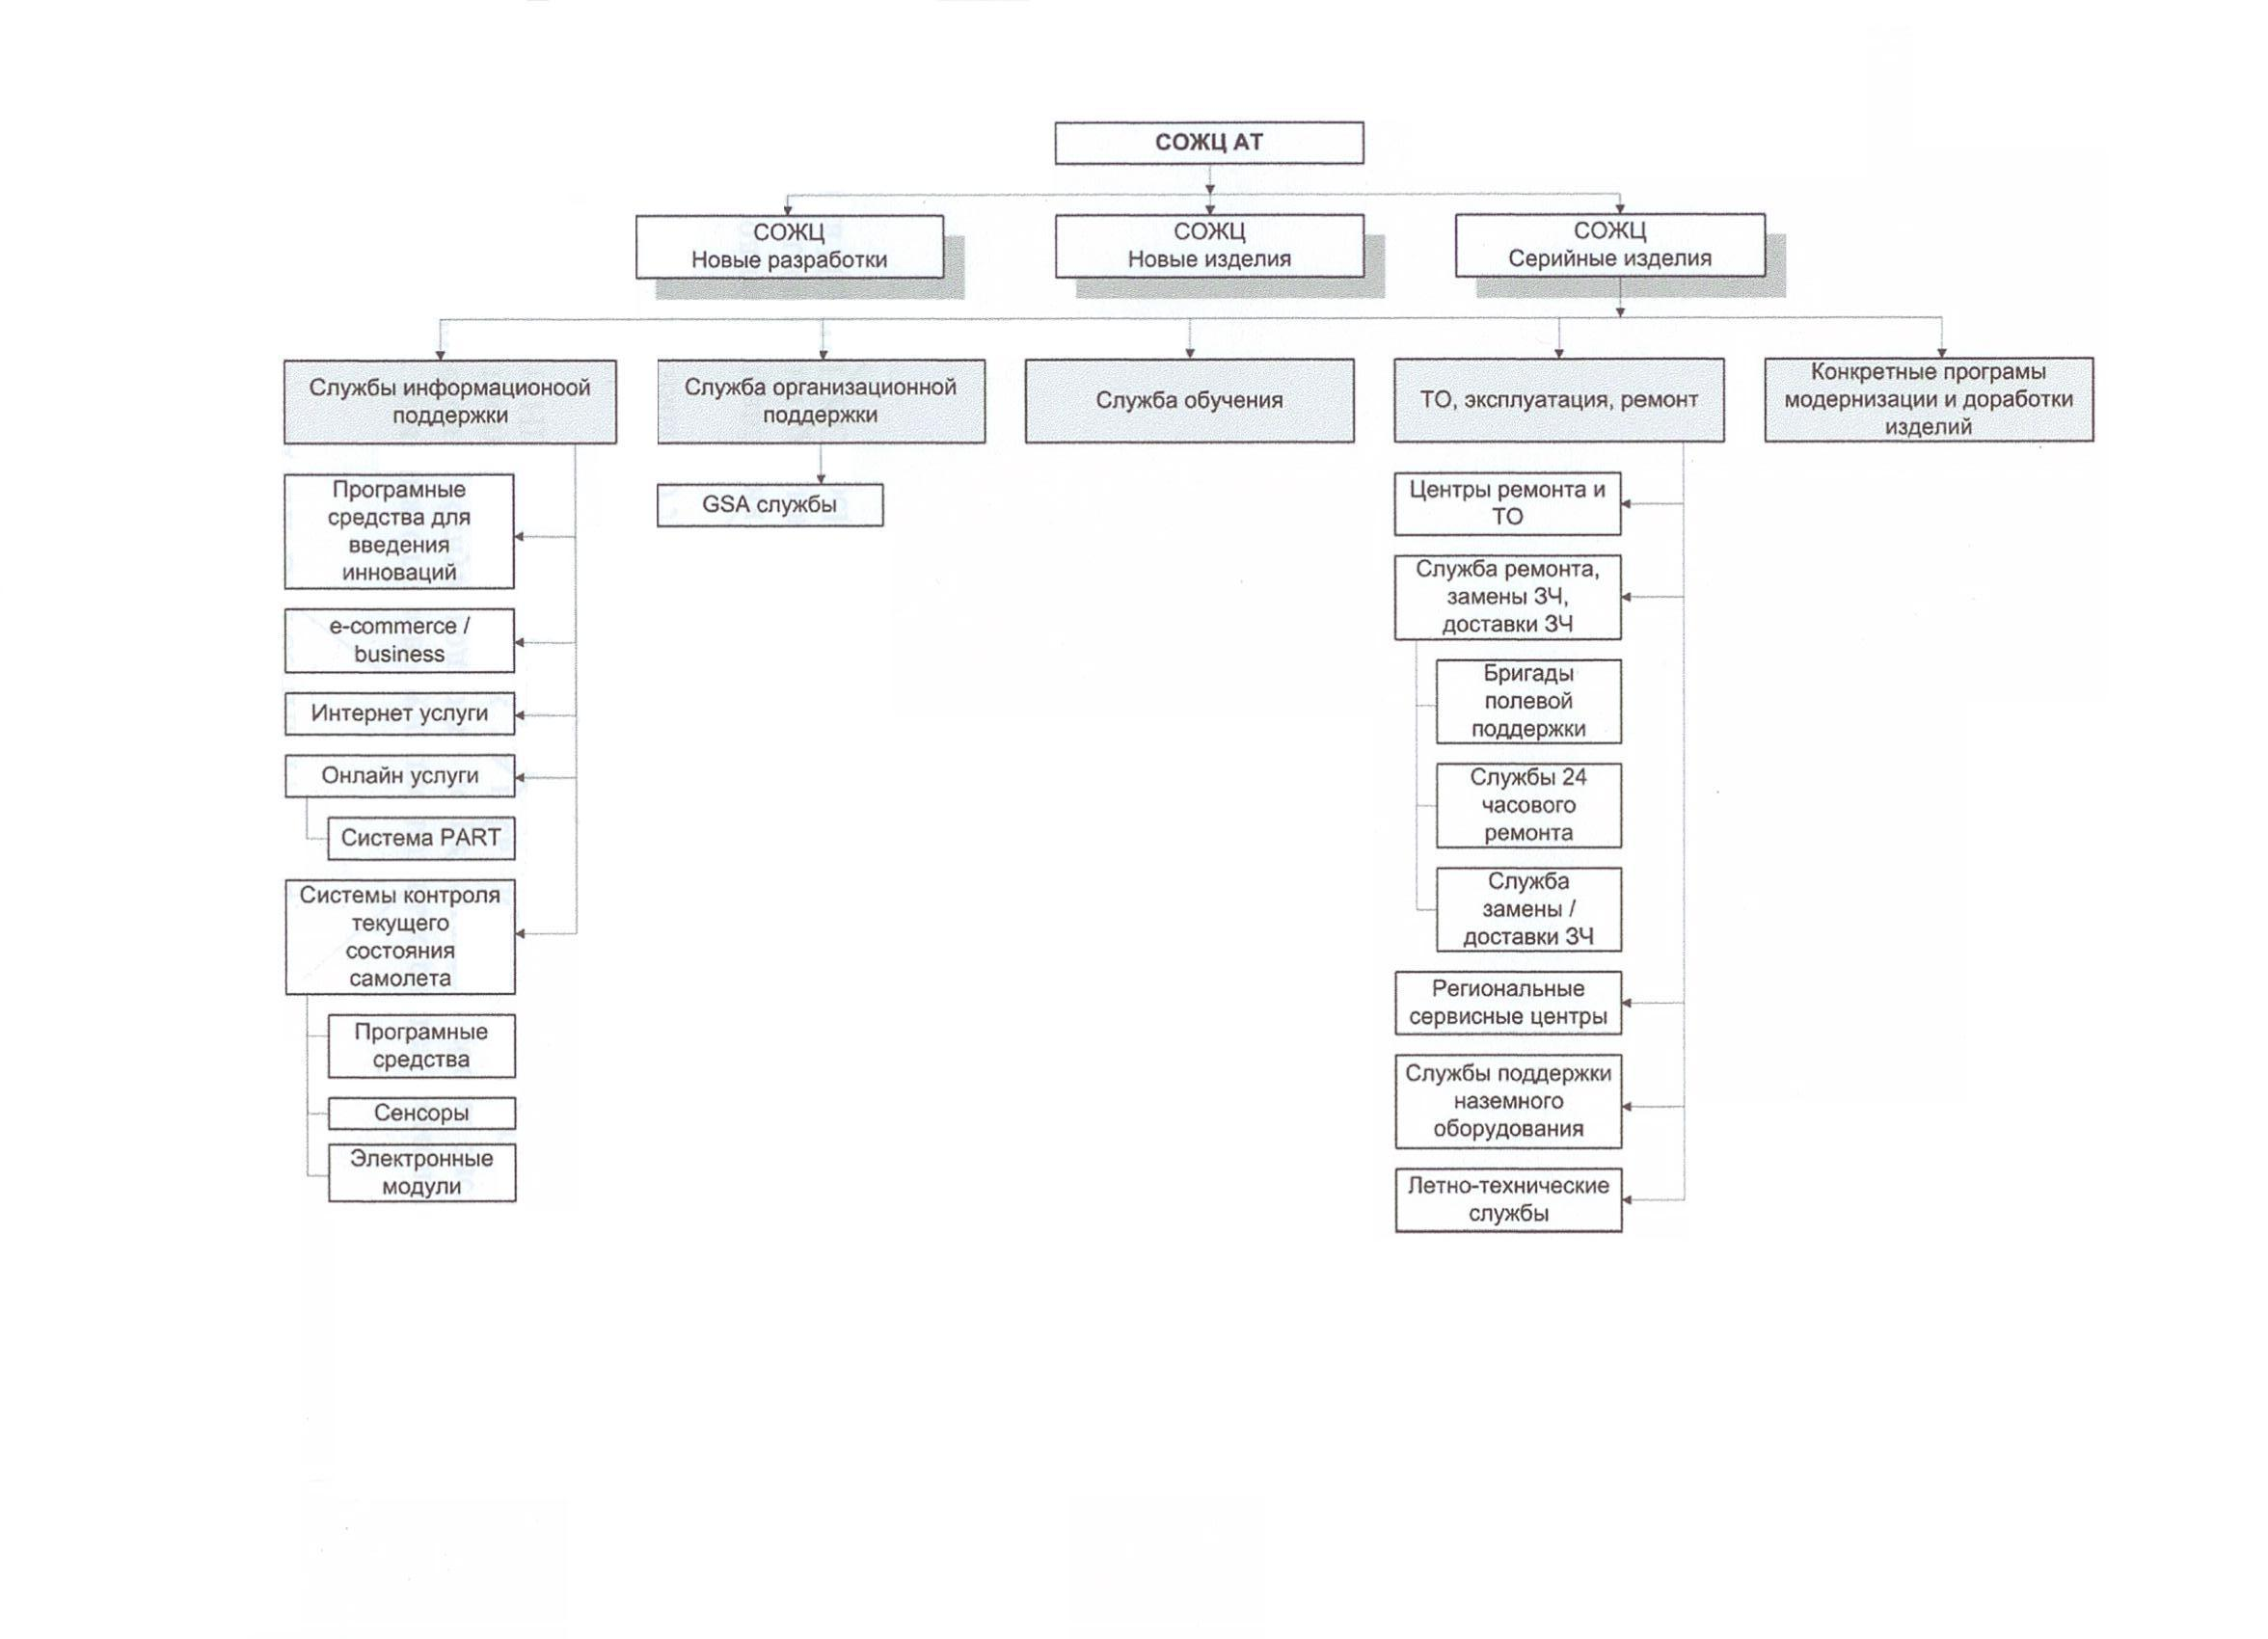 СОЖЦ АТ
СОЖЦ
Новые разработки
СОЖЦ
Новые изделия
СОЖЦ
Серийные изделия
Службы информационоой
поддержки
Служба организационной
поддержки
Служба обучения
ТО, эксплуатация, ремонт
Конкретные програмы
модернизации и доработки
изделий
Програмные
средства для
введения
инноваций
e-commerce /
business
Интернет услуги
Онлайн услуги
Система PART
Системы контроля
текущего
состояния
самолета
Програмные
средства
Сенсоры
Электронные
модули
GSA службы
Центры ремонта и
ТО
Служба ремонта,
замены ЗЧ,
доставки ЗЧ
Бригады
полевой
поддержки
Службы 24
часового
ремонта
Служба
замены /
доставки ЗЧ
Региональные
сервисные центры
Службы поддержки
наземного
оборудования
Летно-технические
службы